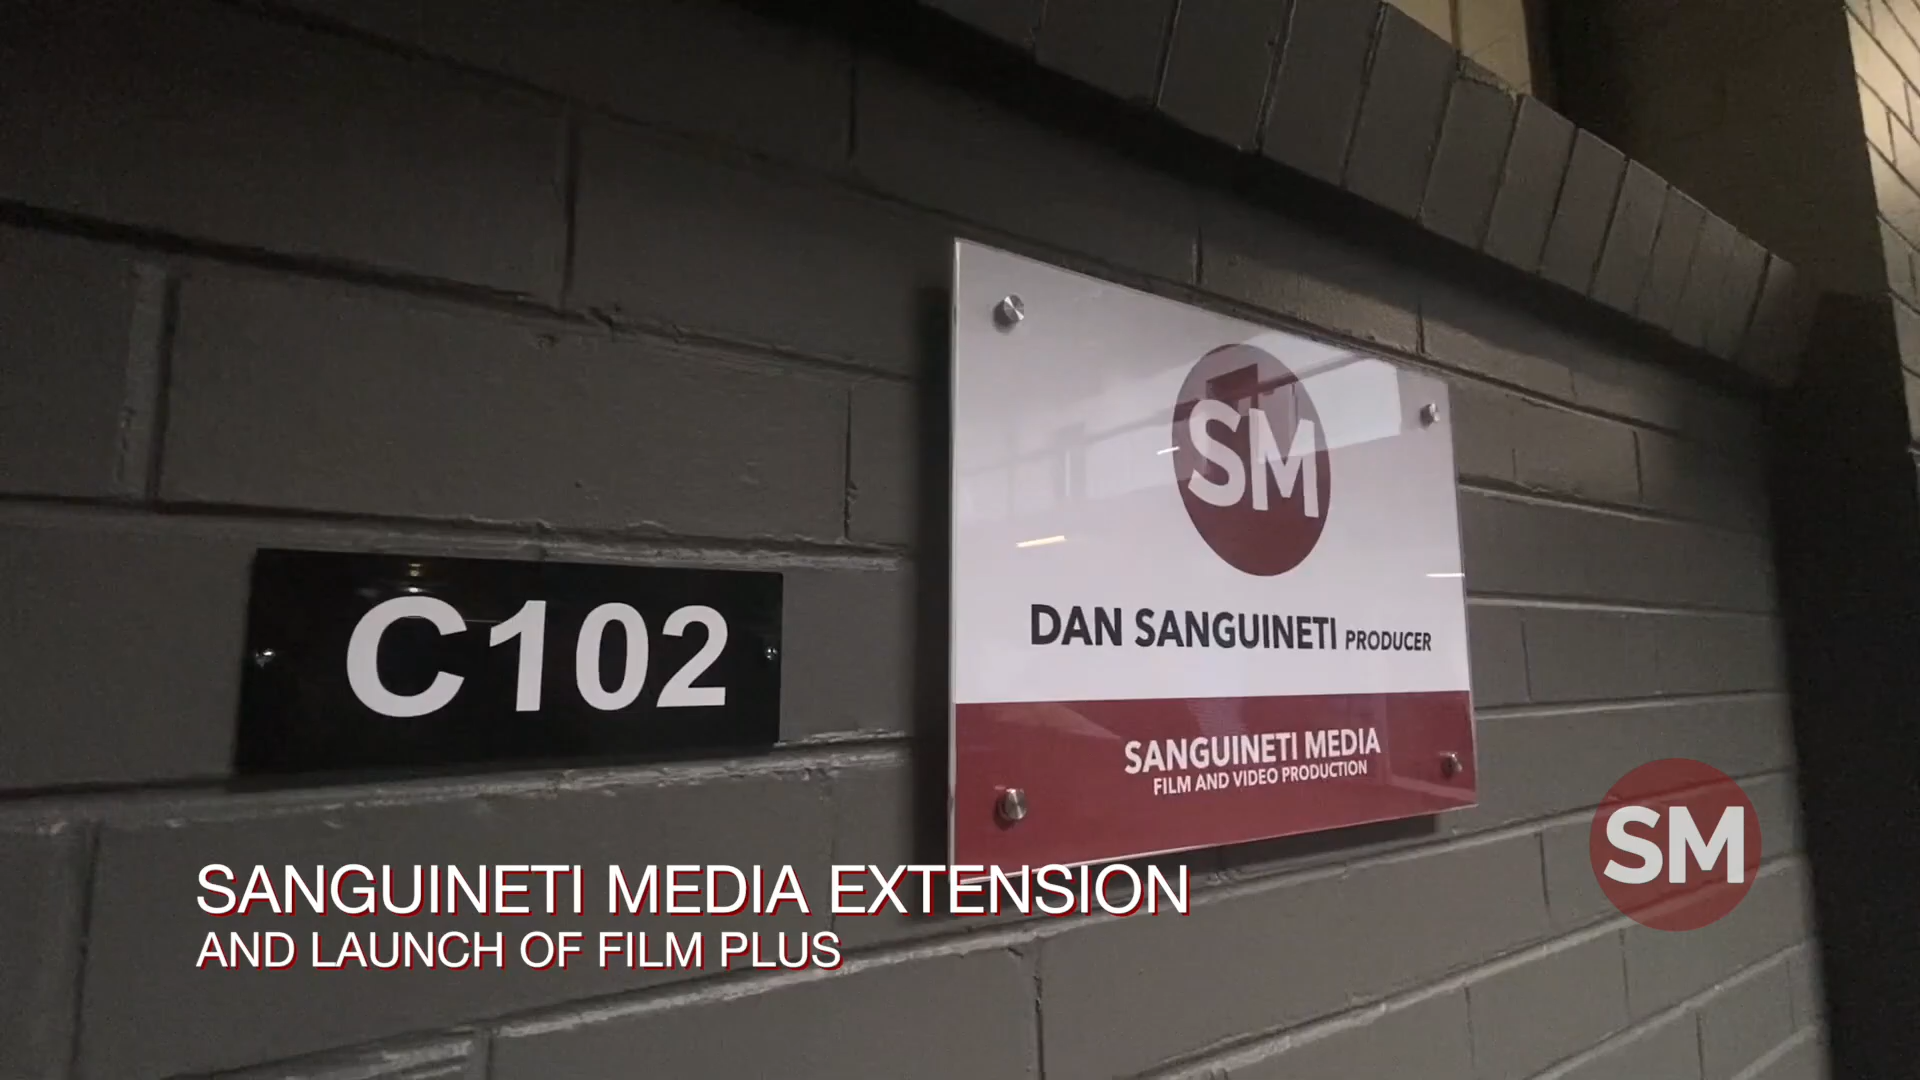 C102
SM
DAN SANGUINETI PRODUCER
SANGUINETI MEDIA
FILM AND VIDEO PRODUCTION
SM
SANGUINETI MEDIA EXTENSION
AND LAUNCH OF FILM PLUS